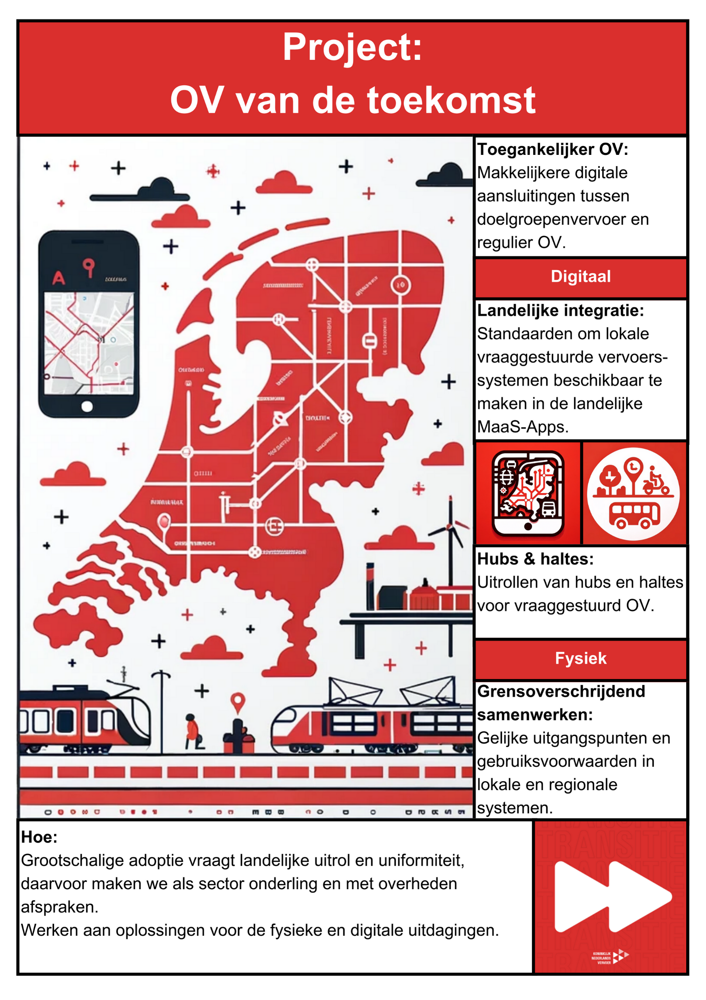 Project:
OV van de toekomst
A
Toegankelijker OV:
Makkelijkere digitale
aansluitingen tussen
doelgroepenvervoer en
regulier OV.
Digitaal
Landelijke integratie:
Standaarden om lokale
vraaggestuurde vervoers-
systemen beschikbaar te
maken in de landelijke
MaaS-Apps.
Hubs & haltes:
Uitrollen van hubs en haltes
voor vraaggestuurd OV.
Fysiek
Grensoverschrijdend
samenwerken:
Gelijke uitgangspunten en
gebruiksvoorwaarden in
lokale en regionale
systemen.
Hoe:
Grootschalige adoptie vraagt landelijke uitrol en uniformiteit,
daarvoor maken we als sector onderling en met overheden
afspraken.
Werken aan oplossingen voor de fysieke en digitale uitdagingen.
TRANSITIE
TRANSITIE
KONINKLIJK
NEDERLANDS
VERVOER